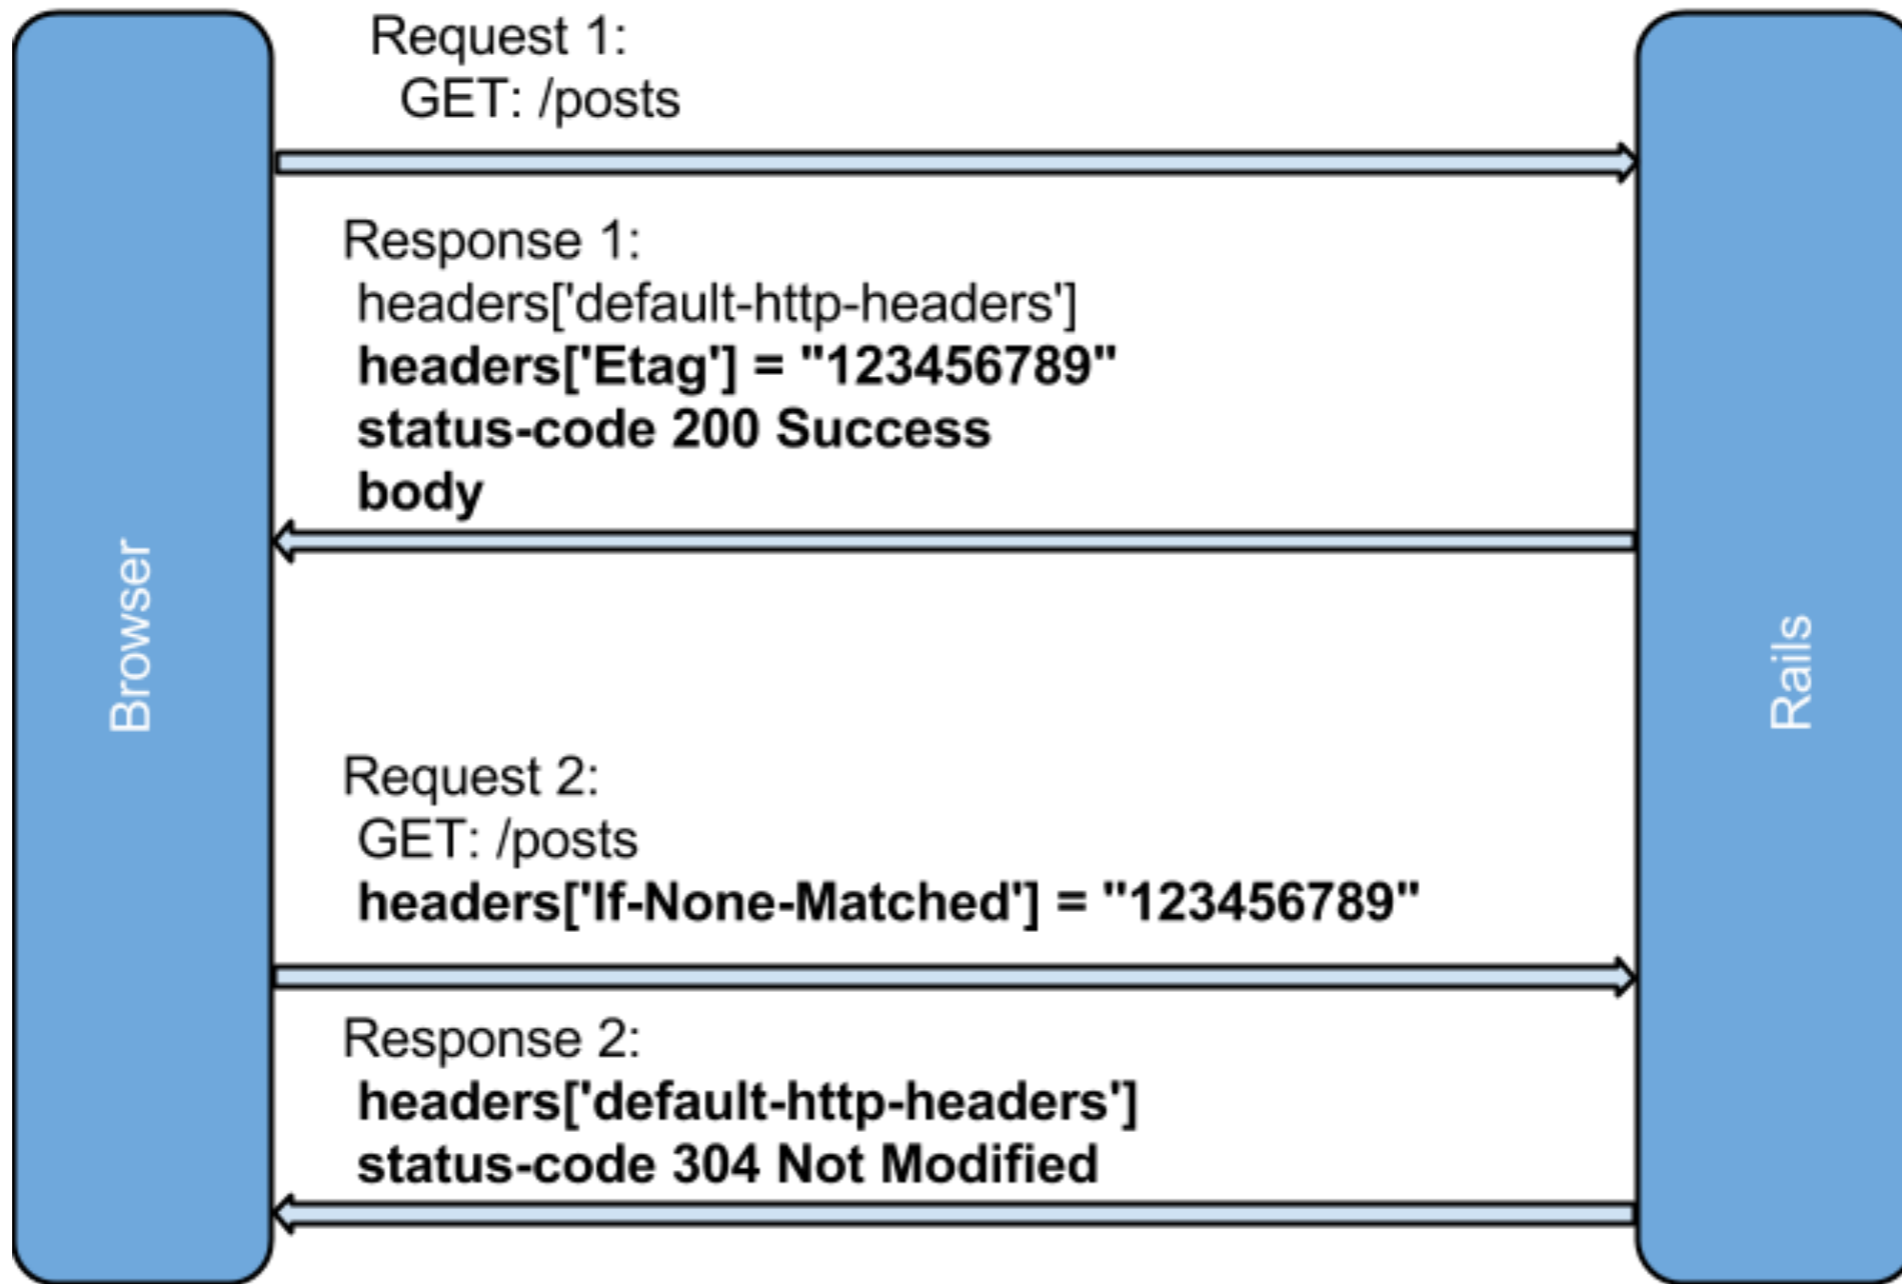 Request 1:
GET: /posts
Response 1:
headers['default-http-headers']
headers['Etag'] = "123456789"
status-code 200 Success
body
Browser
Rails
Request 2:
GET: /posts
headers['If-None-Matched'] = "123456789"
Response 2:
headers['default-http-headers']
status-code 304 Not Modified